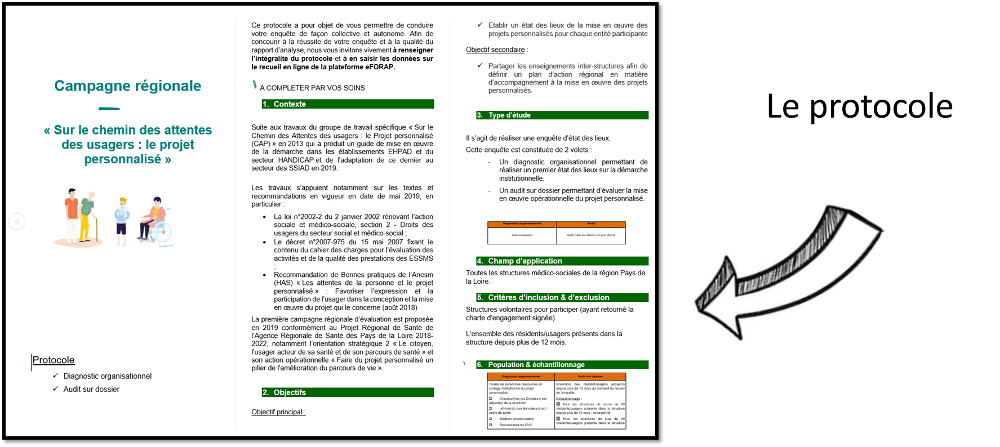 Campagne régionale
« Sur le chemin des attentes
des usagers : le projet
personnalisé »
Protocole
✓ Diagnostic organisationnel
✓ Audit sur dossier
Ce protocole a pour objet de vous permettre de conduire
votre enquête de façon collective et autonome. Afin de
concourir à la réussite de votre enquête et à la qualité du
rapport d'analyse, nous vous invitons vivement à renseigner
l'intégralité du protocole et à en saisir les données sur
le recueil en ligne de la plateforme eFORAP.
A COMPLETER PAR VOS SOINS
1. Contexte
Suite aux travaux du groupe de travail spécifique « Sur le
Chemin des Attentes des usagers : le Projet personnalisé
(CAP) » en 2013 qui a produit un guide de mise en œuvre
de la démarche dans les établissements EHPAD et du
secteur HANDICAP et de l'adaptation de ce dernier au
secteur des SSIAD en 2019.
Les travaux s'appuient notamment sur les textes et
recommandations en vigueur en date de mai 2019, en
particulier :
• La loi n°2002-2 du 2 janvier 2002 rénovant l'action
sociale et médico-sociale, section 2 - Droits des
usagers du secteur social et médico-social ;
• Le décret n°2007-975 du 15 mai 2007 fixant le
contenu du cahier des charges pour l'évaluation des
activités et de la qualité des prestations des ESSMS
;
• Recommandation de Bonnes pratiques de l'Anesm
(HAS) « Les attentes de la personne et le projet
personnalisé » : Favoriser l'expression et la
participation de l'usager dans la conception et la mise
en œuvre du projet qui le concerne (août 2018)
La première campagne régionale d'évaluation est proposée
en 2019 conformément au Projet Régional de Santé de
l'Agence Régionale de Santé des Pays de la Loire 2018-
2022, notamment l'orientation stratégique 2 « Le citoyen,
l'usager acteur de sa santé et de son parcours de santé » et
son action opérationnelle « Faire du projet personnalisé un
pilier de l'amélioration du parcours de vie ».
2. Objectifs
Objectif principal :
✓ Etablir un état des lieux de la mise en œuvre des
projets personnalisés pour chaque entité participante
Objectif secondaire :
✓ Partager les enseignements inter-structures afin de
définir un plan d'action régional en matière
d'accompagnement à la mise en œuvre des projets
personnalisés.
3. Type d'étude
Il s'agit de réaliser une enquête d'état des lieux.
Cette enquête est constituée de 2 volets :
- Un diagnostic organisationnel permettant de
réaliser un premier état des lieux sur la démarche
institutionnelle.
- Un audit sur dossier permettant d'évaluer la mise
en œuvre opérationnelle du projet personnalisé.
Diagnostic organisationnel Audit
Auto-évaluation Audit ciblé sur dossier un jour donné
4. Champ d'application
Toutes les structures médico-sociales de la région Pays de
la Loire.
5. Critères d'inclusion & d'exclusion
Structures volontaires pour participer (ayant retourné la
charte d'engagement signée).
L'ensemble des résidents/usagers présents dans la
structure depuis plus de 12 mois.
6. Population & échantillonnage
Diagnostic organisationnel
Toutes les personnes ressources en
pilotage institutionnel du projet
personnalisé
☐ Directeur(rice) ou Directeur(rice)
Adjoint(e) de la structure/
☐ Infirmier(e) coordonnateur(rice) /
cadre de santé
☐ Médecin coordonnateur
☐ Représentant du CVS
Audit sur dossier
Ensemble des résident/usagers accueillis
depuis plus de 12 mois au moment du recueil
de l'enquête.
Echantillonnage :
Pour les structures de moins de 30
résidents/usagers présents dans la structure
depuis plus de 12 mois : exhaustivité
Pour les structures de plus de 30
résidents/usagers présents dans la structure
Le protocole